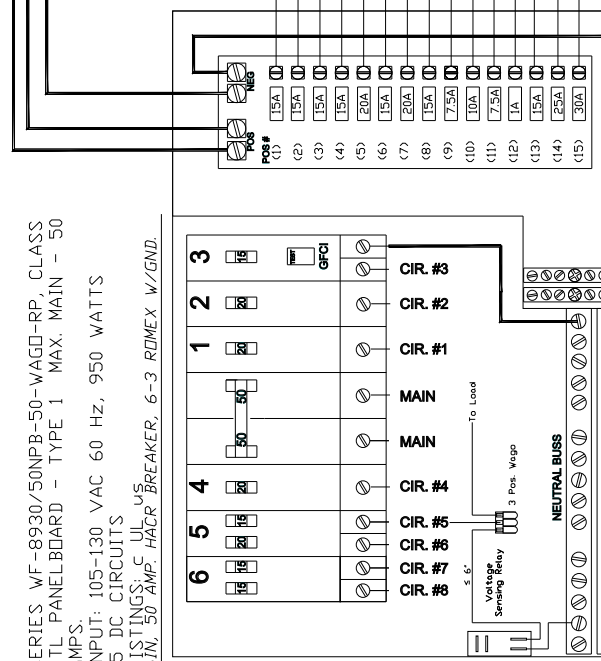 NEG
POS
POS #
15A 15A 15A 15A 20A 15A 20A 15A 7.5A 10A 7.5A 1A 15A 25A 30A
(1) (2) (3) (4) (5) (6) (7) (8) (9) (10) (11) (12) (13) (14) (15)
ERIES WF-8930/50NPB-50-WAGO-RP, CLASS
TL PANELBOARD - TYPE 1 MAX. MAIN - 50
MPS.
NPUT: 105-130 VAC 60 Hz, 950 WATTS
5 DC CIRCUITS
ISTINGS: c UL us
IN, 50 AMP. HACR BREAKER, 6-3 ROMEX W/GND.
3 15 TEST GFCI
CIR. #3
2 20 CIR. #2
1 20 CIR. #1
50 MAIN
50 MAIN
4 20 CIR. #4
5 15 CIR. #5
20 CIR. #6
6 15 CIR. #7
15 CIR. #8
To Load
3 Pos. Wago
≤ 6"
Voltage
Sensing Relay
NEUTRAL BUSS